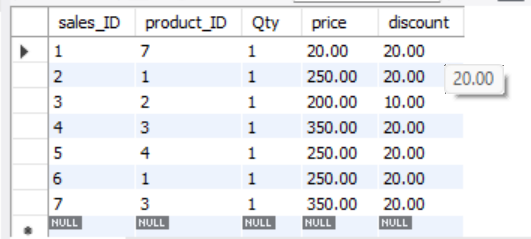 sales_ID product_ID Qty price discount
1 7 1 20.00 20.00
2 1 1 250.00 20.00 20.00
3 2 1 200.00 10.00
4 3 1 350.00 20.00
5 4 1 250.00 20.00
6 1 1 250.00 20.00
7 3 1 350.00 20.00
NULL NULL NULL NULL NULL